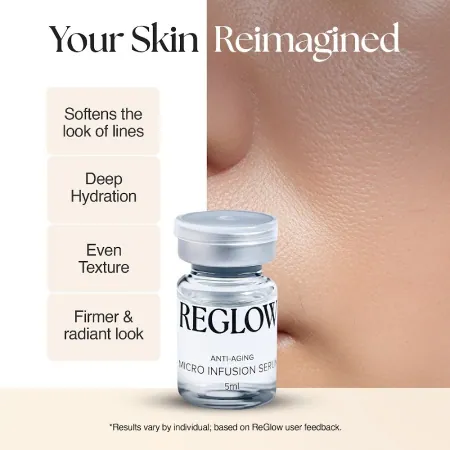 Your Skin Reimagined
Softens the
look of lines
Deep
Hydration
Even
Texture
Firmer &
radiant look
REGLOW
ANTI-AGING
MICRO INFUSION SERUM
5ml
*Results vary by individual; based on ReGlow user feedback.